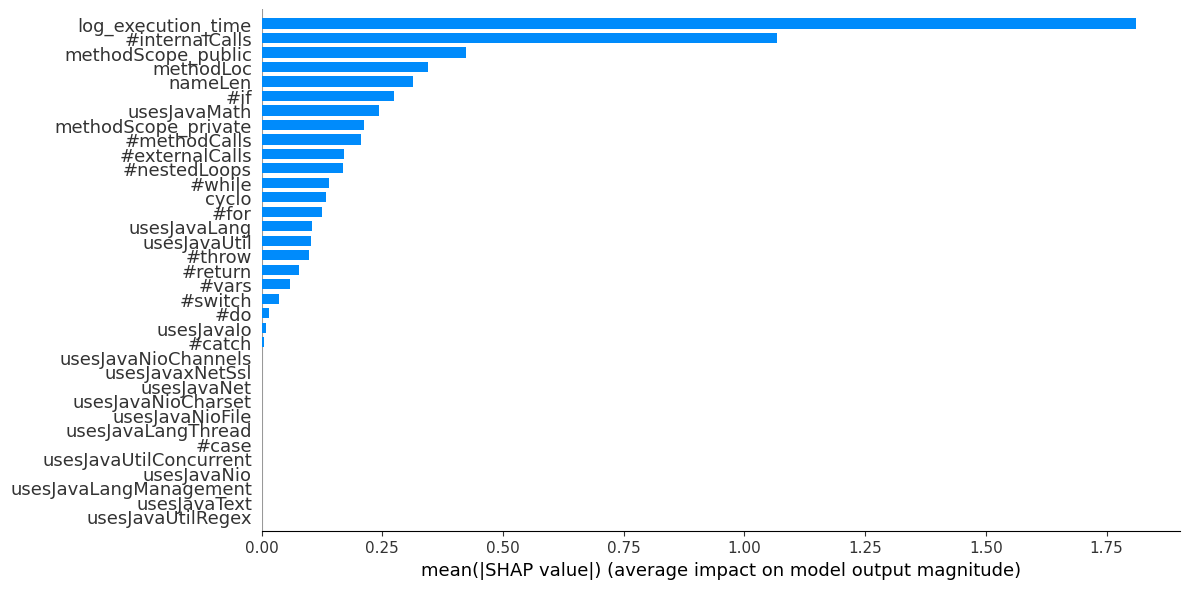 log_execution_time
#internalCalls
methodScope_public
methodLoc
nameLen
#if
usesJavaMath
methodScope_private
#methodCalls
#externalCalls
#nestedLoops
#while
cyclo
#for
usesJavaLang
usesJavaUtil
#throw
#return
#vars
#switch
#do
usesJavaIo
#catch
usesJavaNioChannels
usesJavaxNetSsl
usesJavaNet
usesJavaNioCharset
usesJavaNioFile
usesJavaLangThread
#case
usesJavaUtilConcurrent
usesJavaNio
usesJavaLangManagement
usesJavaText
usesJavaUtilRegex
0.00 0.25 0.50 0.75 1.00 1.25 1.50 1.75
mean(|SHAP value|) (average impact on model output magnitude)